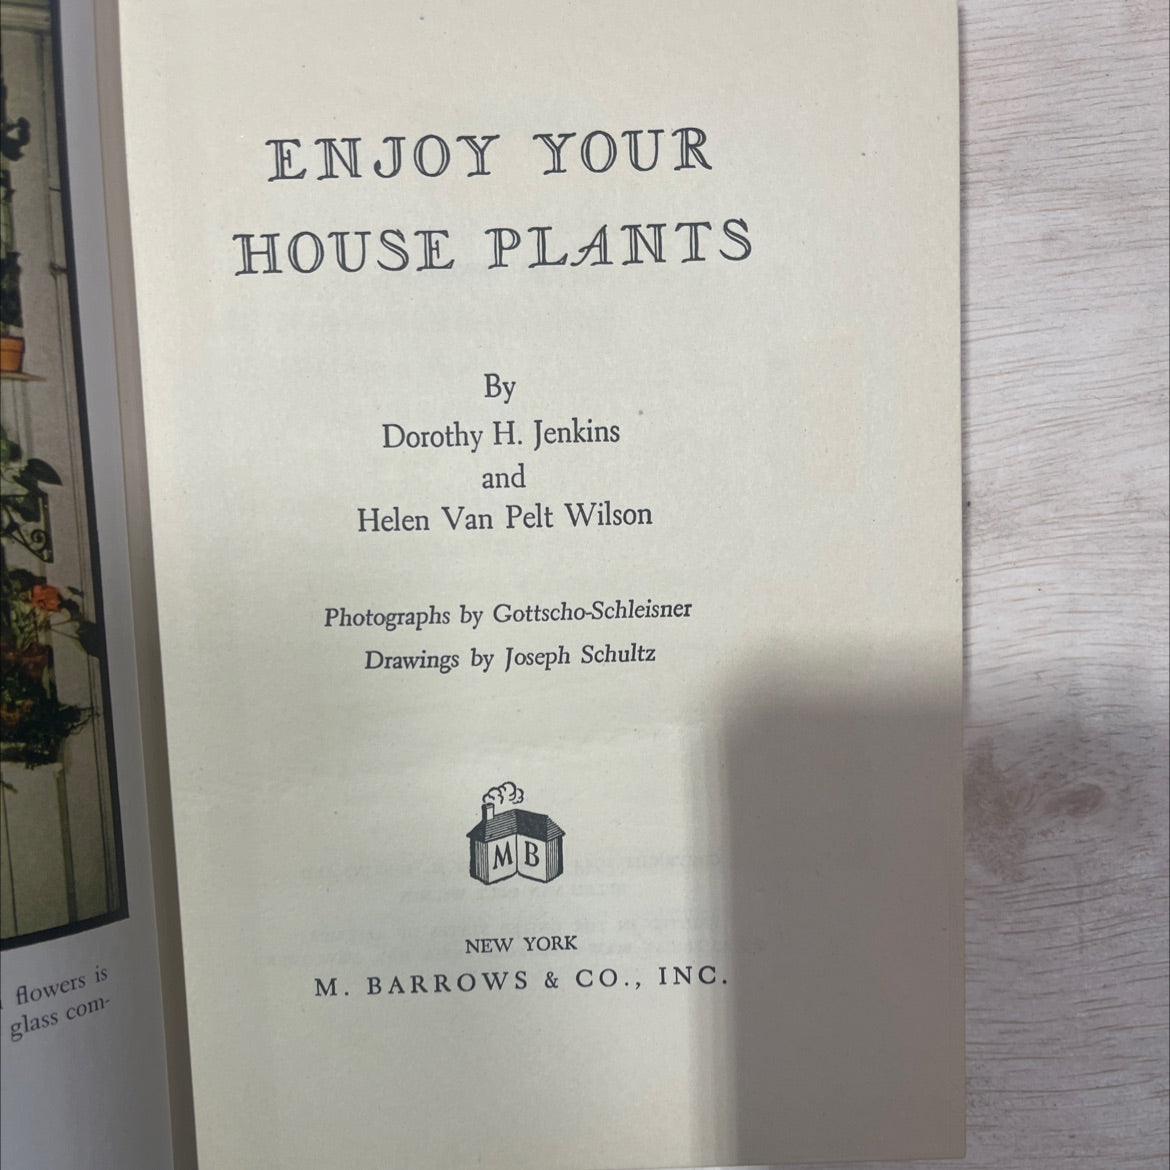 ENJOY YOUR
HOUSE PLANTS
By
Dorothy H. Jenkins
and
Helen Van Pelt Wilson
Photographs by Gottscho-Schleisner
Drawings by Joseph Schultz
M B
NEW YORK
M. BARROWS & CO., INC.
flowers is
glass com-